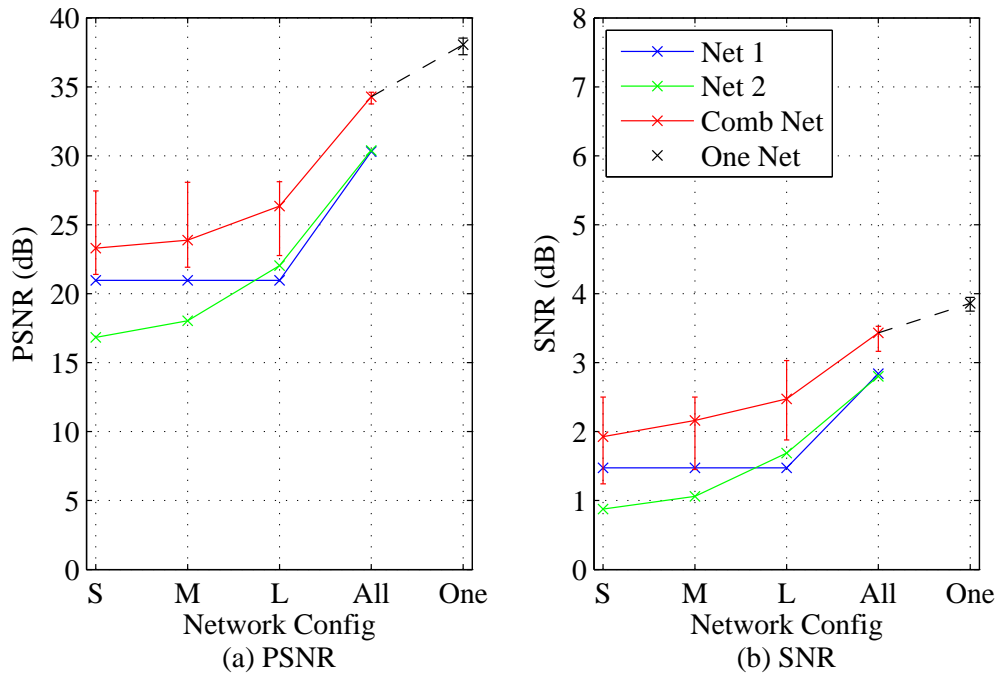 PSNR (dB)
40
35
30
25
20
15
10
5
0
S M L All One
Network Config
(a) PSNR
SNR (dB)
8
7
6
5
4
3
2
1
0
Net 1
Net 2
Comb Net
One Net
S M L All One
Network Config
(b) SNR